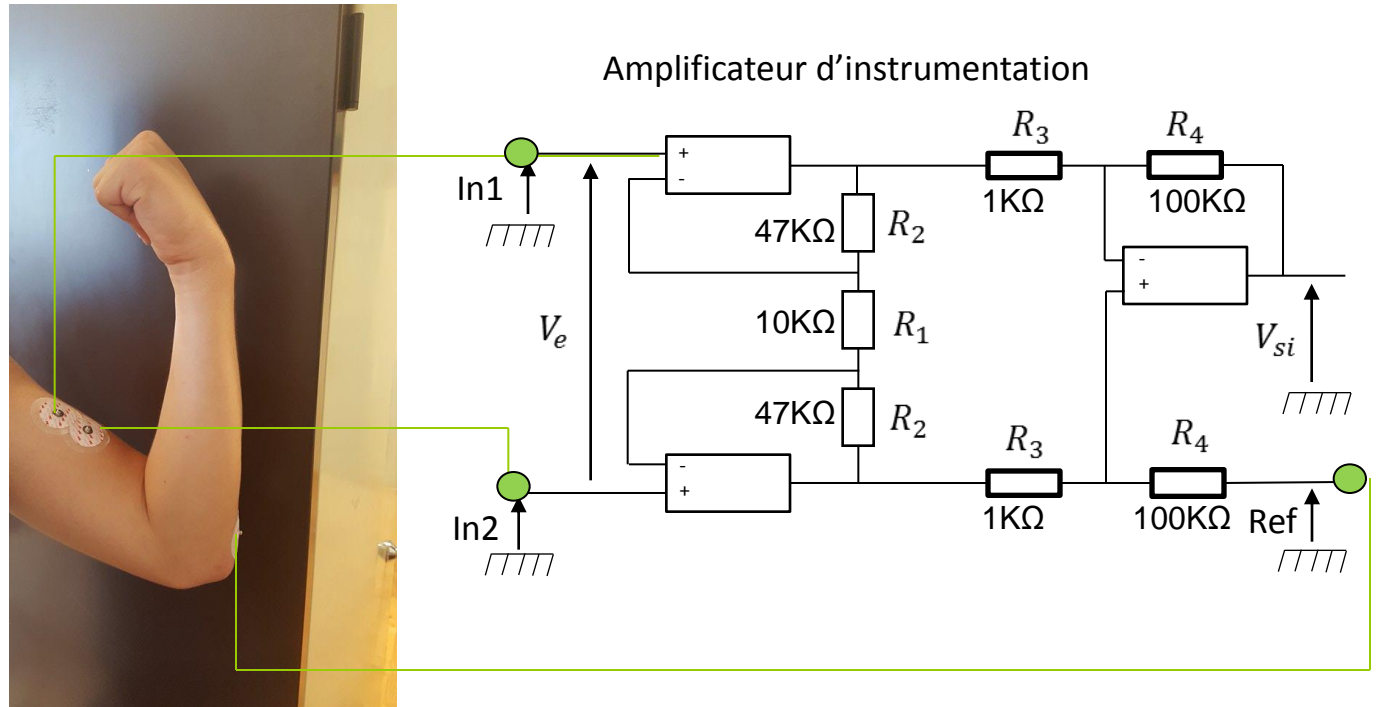 Amplificateur d’instrumentation
In1
+
-
R3
1KΩ
R4
100KΩ
47KΩ
R2
-
+
Ve
10KΩ
R1
Vsi
47KΩ
R2
-
+
In2
R3
1KΩ
R4
100KΩ
Ref